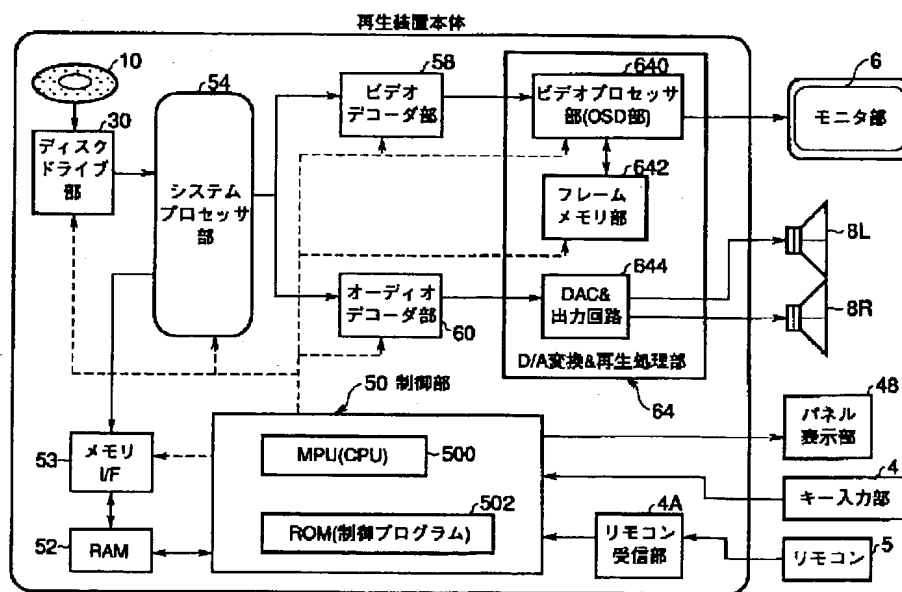 再生装置本体
10
54
58
640
6
30
ビデオ
デコーダ部
ビデオプロセッサ
部(OSD部)
モニタ部
ディスク
ドライブ
部
システム
プロセッサ
部
642
フレーム
メモリ部
8L
644
オーディオ
デコーダ部
DAC&
出力回路
8R
60
D/A変換&再生処理部
50 制御部
64
48
パネル
表示部
53
メモリ
I/F
MPU(CPU)
500
4
キー入力部
502
4A
52
RAM
ROM(制御プログラム)
リモコン
受信部
リモコン
5